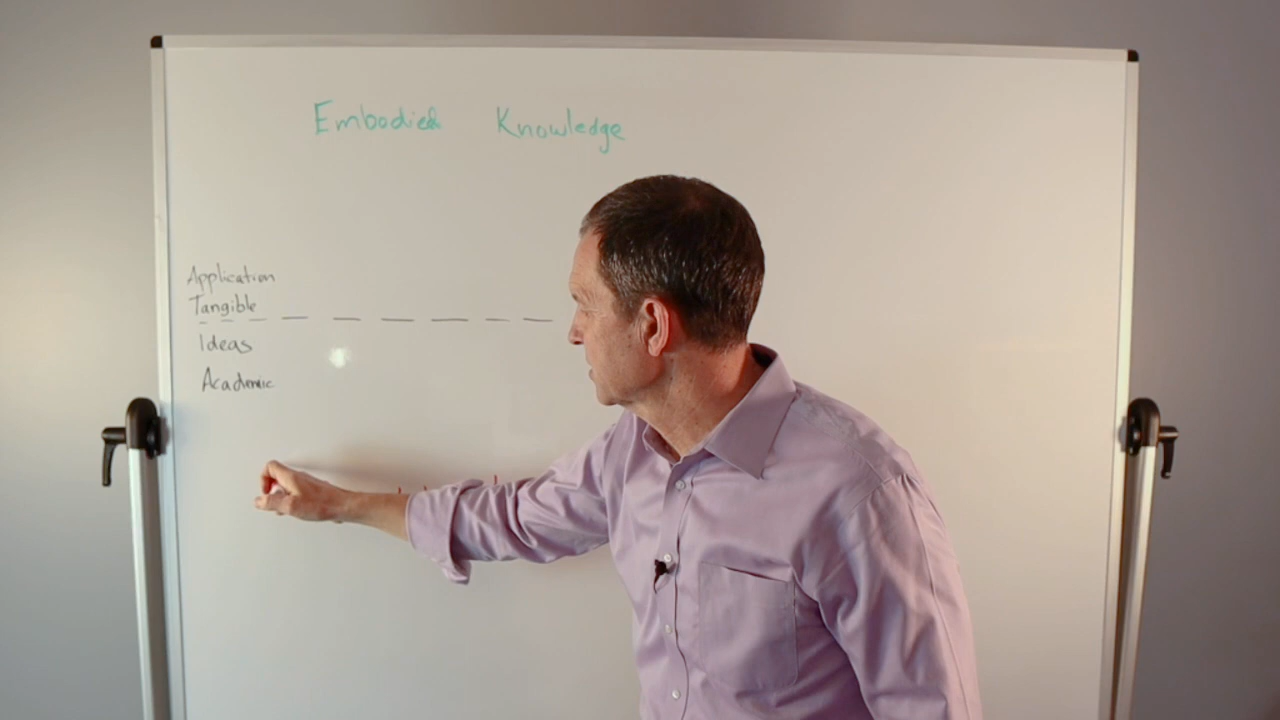 Embodied Knowledge
Application
Tangible
Ideas
Academic